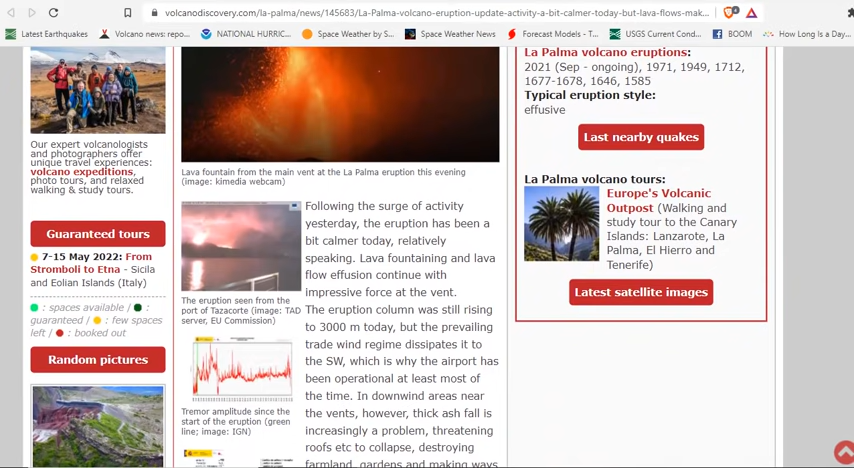 volcanodiscovery.com/la-palma/news/145683/La-Palma-volcano-eruption-update-activity-a-bit-calmer-today-but-lava-flows-mak...
Latest Earthquakes
Volcano news: repo...
NATIONAL HURRIC...
Space Weather by S...
Space Weather News
Forecast Models - T...
USGS Current Cond...
BOOM
How Long Is a Day...
Our expert volcanologists
and photographers offer
unique travel experiences:
volcano expeditions,
photo tours, and relaxed
walking & study tours.
Guaranteed tours
7-15 May 2022: From
Stromboli to Etna - Sicila
and Eolian Islands (Italy)
: spaces available /  :
guaranteed /  : few spaces
left /  : booked out
Random pictures
Lava fountain from the main vent at the La Palma eruption this evening
(image: kimedia webcam)
The eruption seen from the
port of Tazacorte (image: TAD
server, EU Commission)
Tremor amplitude since the
start of the eruption (green
line; image: IGN)
Following the surge of activity
yesterday, the eruption has been a
bit calmer today, relatively
speaking. Lava fountaining and lava
flow effusion continue with
impressive force at the vent.
The eruption column was still rising
to 3000 m today, but the prevailing
trade wind regime dissipates it to
the SW, which is why the airport has
been operational at least most of
the time. In downwind areas near
the vents, however, thick ash fall is
increasingly a problem, threatening
roofs etc to collapse, destroying
farmland, gardens and making ways
La Palma volcano eruptions:
2021 (Sep - ongoing), 1971, 1949, 1712,
1677-1678, 1646, 1585
Typical eruption style:
effusive
Last nearby quakes
La Palma volcano tours:
Europe's Volcanic
Outpost (Walking and
study tour to the Canary
Islands: Lanzarote, La
Palma, El Hierro and
Tenerife)
Latest satellite images